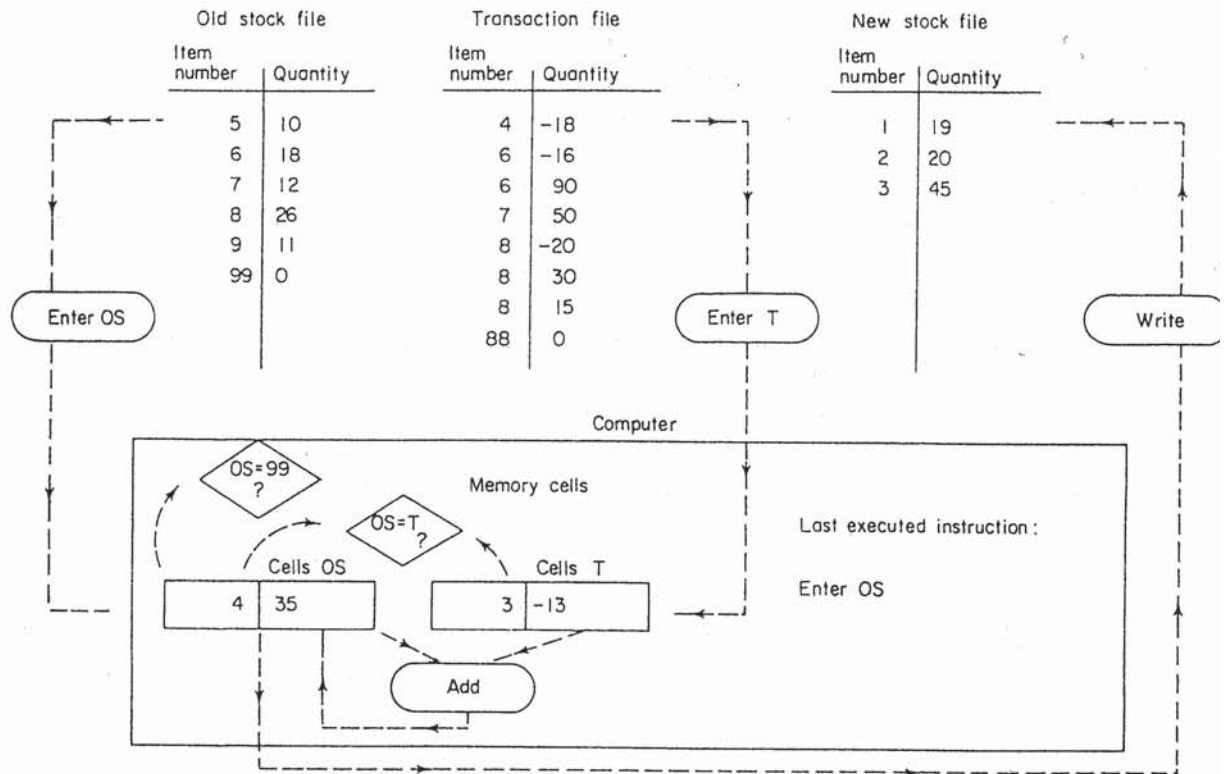 Old stock file
Transaction file
New stock file
Item number Quantity
Item number Quantity
Item number Quantity
5 10
4 -18
1 19
6 18
6 -16
2 20
7 12
6 90
3 45
8 26
7 50
9 11
8 -20
99 0
8 30
8 15
88 0
Enter OS
Enter T
Write
Computer
OS=99
?
Memory cells
OS=T
?
Last executed instruction :
Cells OS
Cells T
Enter OS
4 35
3 -13
Add